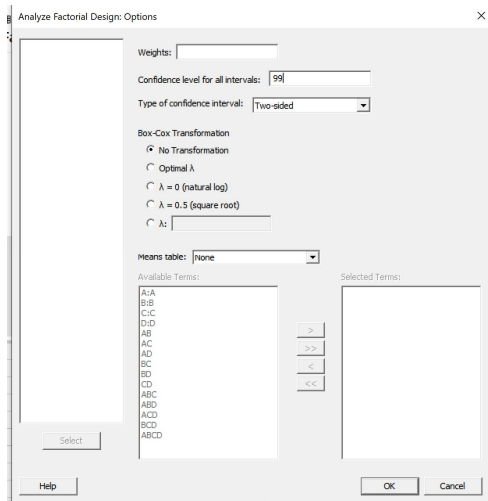 Analyze Factorial Design: Options
Weights:
Confidence level for all intervals: 99
Type of confidence interval: Two-sided
Box-Cox Transformation
No Transformation
Optimal λ
λ = 0 (natural log)
λ = 0.5 (square root)
λ:
Means table: None
Available Terms: Selected Terms:
A:A
B:B
C:C
D:D
AB
AC
AD
BC
BD
CD
ABC
ABD
ACD
BCD
ABCD
>
>>
<
<<
Select
Help OK Cancel